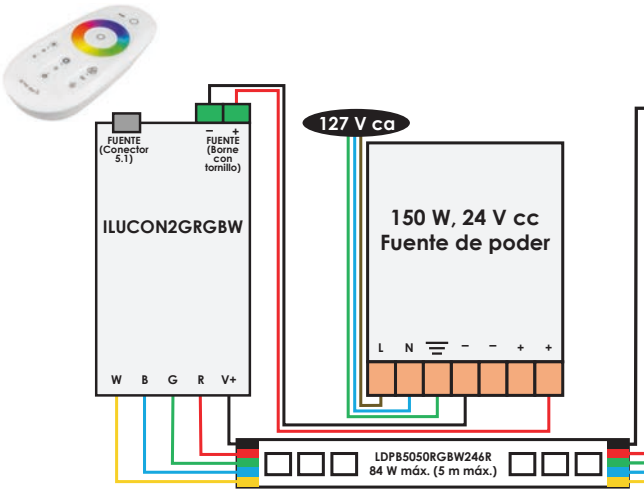 127 V ca
– +
FUENTE
(Conector
5.1)
FUENTE
(Borne
con
tornillo)
ILUCON2GRGBW
150 W, 24 V cc
Fuente de poder
L N – – + +
W B G R V+
LDPB5050RGBW246R
84 W máx. (5 m máx.)